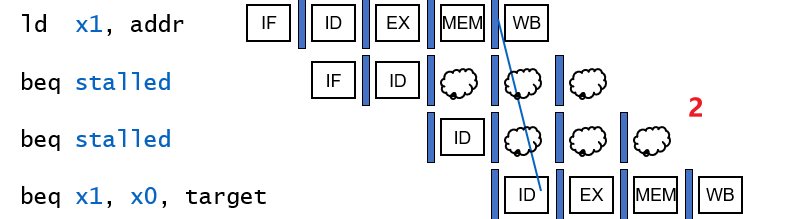 ld x1, addr IF ID EX MEM WB
beq stalled IF ID
2
beq stalled ID
beq x1, x0, target ID EX MEM WB